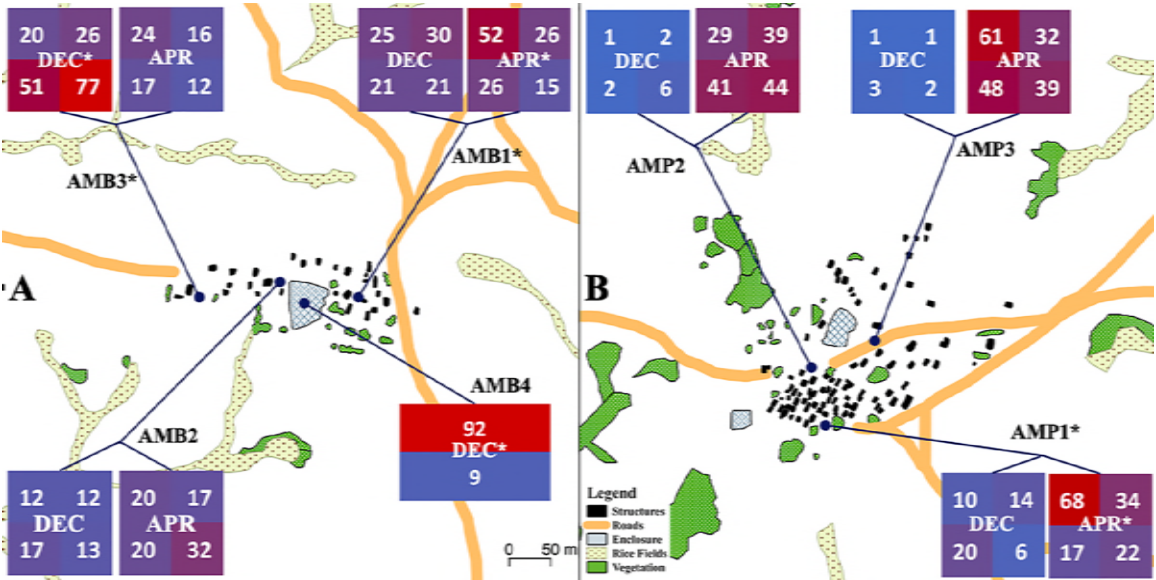 20 26
DEC*
51 77
24 16
APR
17 12
25 30
DEC
21 21
52 26
APR*
26 15
AMB3*
AMB1*
A
AMB4
92
DEC*
9
AMB2
12 12
DEC
17 13
20 17
APR
20 32
0 50 m
1 2
DEC
2 6
29 39
APR
41 44
1 1
DEC
3 2
61 32
APR
48 39
AMP2
AMP3
B
AMP1*
10 14
DEC
20 6
68 34
APR*
17 22
Legend
Structures
Roads
Enclosure
Rice Fields
Vegetation